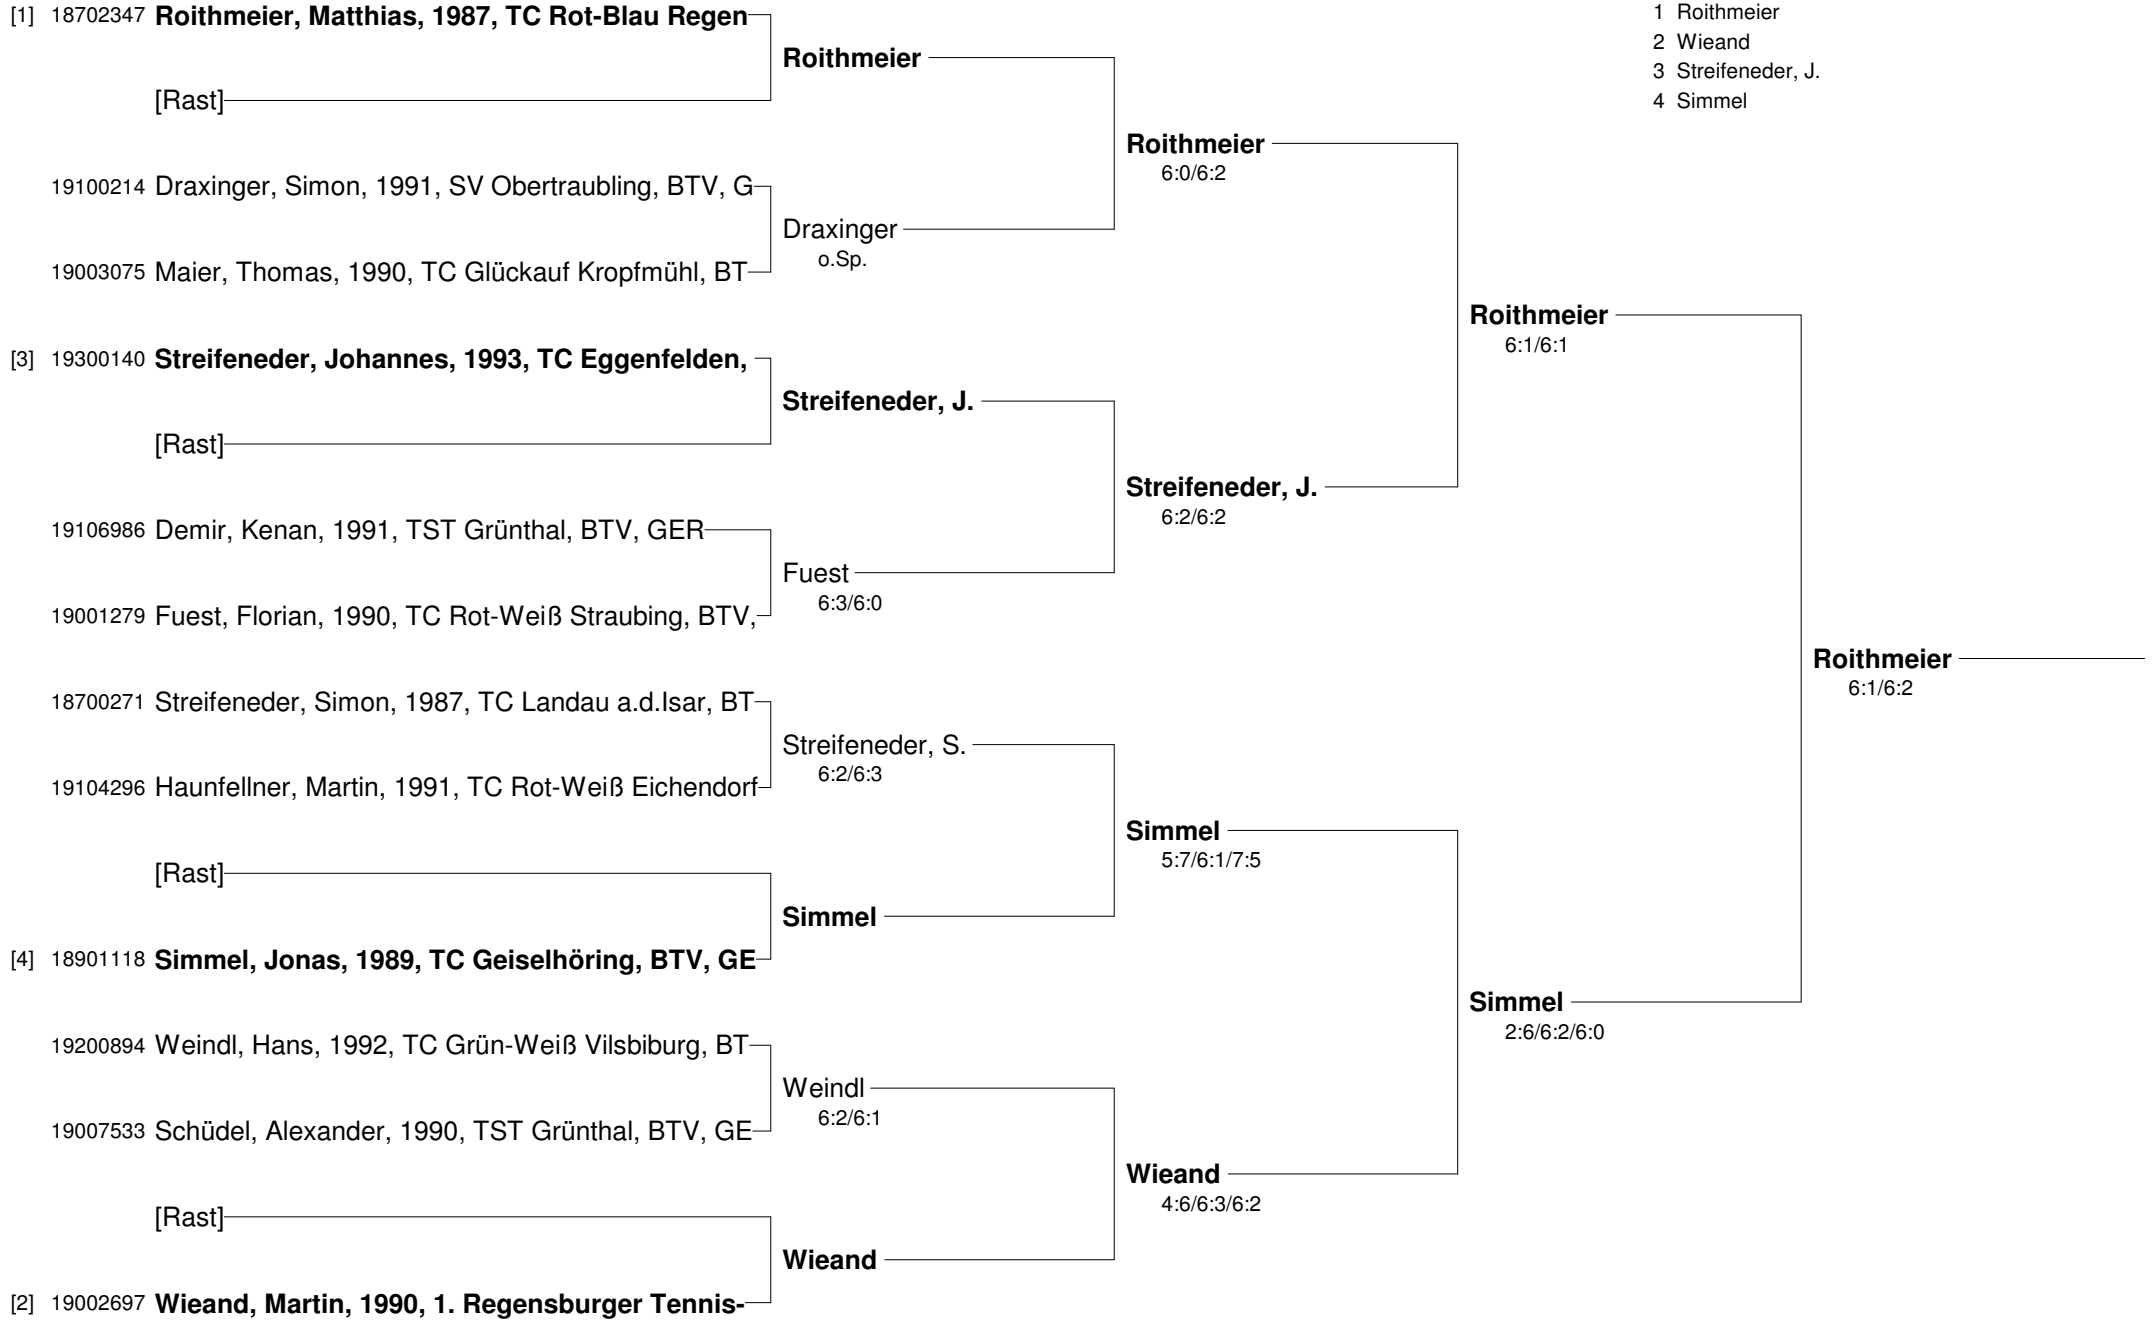 [1] 18702347 Roithmeier, Matthias, 1987, TC Rot-Blau Regen
1 Roithmeier
2 Wieand
3 Streifeneder, J.
4 Simmel
Roithmeier
[Rast]
Roithmeier
6:0/6:2
19100214 Draxinger, Simon, 1991, SV Obertraubling, BTV, G
Draxinger
o.Sp.
19003075 Maier, Thomas, 1990, TC Glückauf Kropfmühl, BT
Roithmeier
6:1/6:1
[3] 19300140 Streifeneder, Johannes, 1993, TC Eggenfelden,
Streifeneder, J.
[Rast]
Streifeneder, J.
6:2/6:2
19106986 Demir, Kenan, 1991, TST Grünthal, BTV, GER
Fuest
6:3/6:0
19001279 Fuest, Florian, 1990, TC Rot-Weiß Straubing, BTV,
Roithmeier
6:1/6:2
18700271 Streifeneder, Simon, 1987, TC Landau a.d.Isar, BT
Streifeneder, S.
6:2/6:3
19104296 Haunfellner, Martin, 1991, TC Rot-Weiß Eichendorf
Simmel
5:7/6:1/7:5
[Rast]
Simmel
[4] 18901118 Simmel, Jonas, 1989, TC Geiselhöring, BTV, GE
Simmel
2:6/6:2/6:0
19200894 Weindl, Hans, 1992, TC Grün-Weiß Vilsbiburg, BT
Weindl
6:2/6:1
19007533 Schüdel, Alexander, 1990, TST Grünthal, BTV, GE
Wieand
4:6/6:3/6:2
[Rast]
Wieand
[2] 19002697 Wieand, Martin, 1990, 1. Regensburger Tennis-